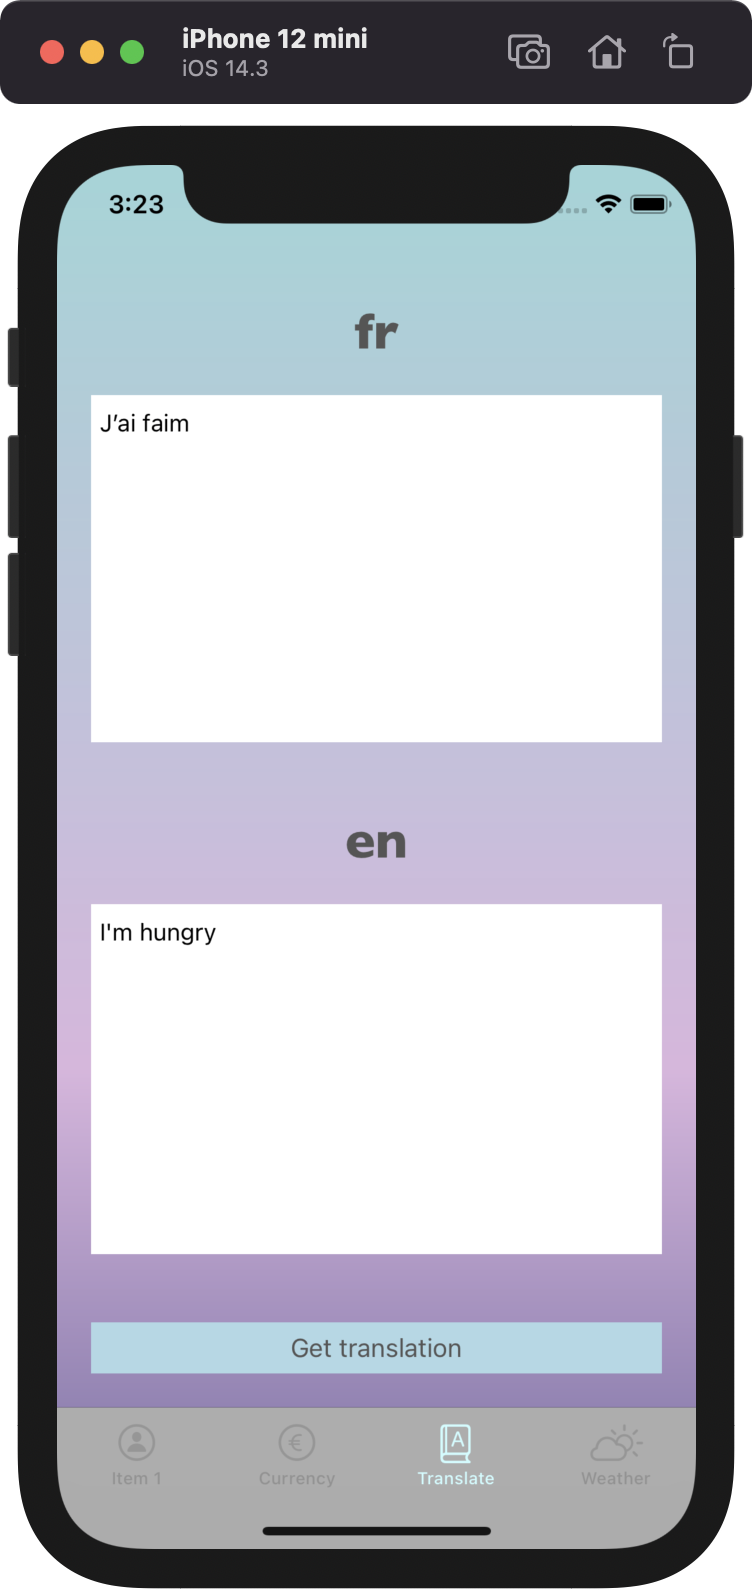 iPhone 12 mini
iOS 14.3
3:23
fr
J’ai faim
en
I'm hungry
Get translation
Item 1
Currency
Translate
Weather